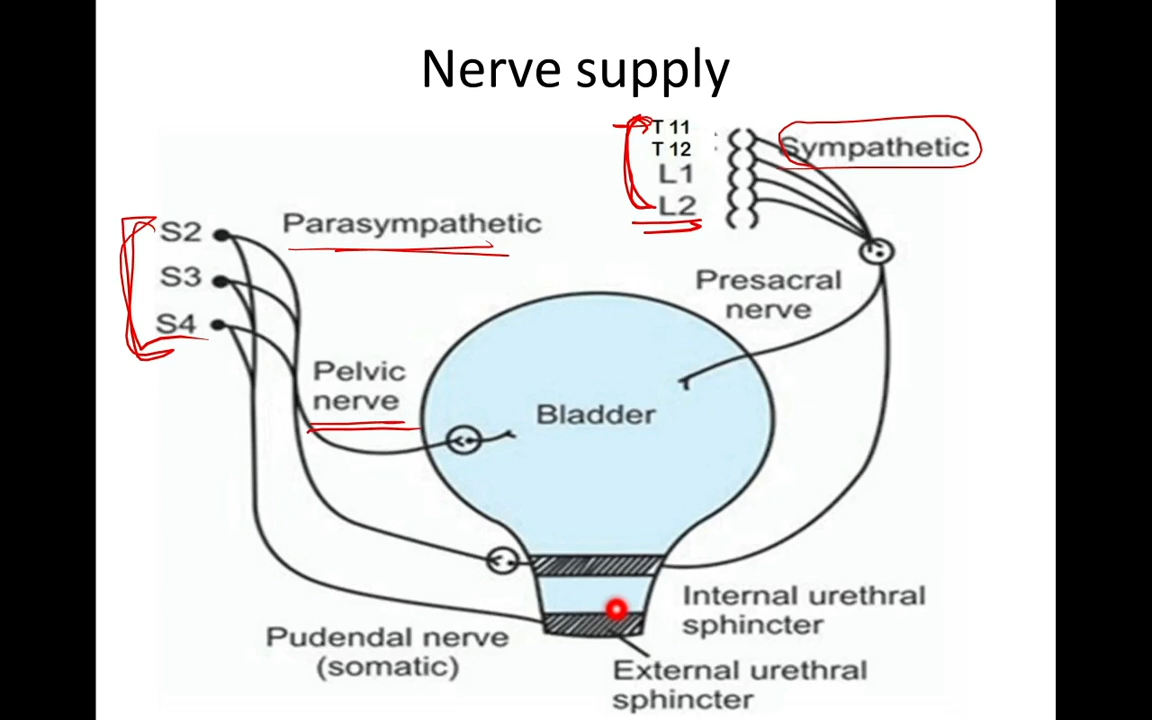 Nerve supply
T 11
T 12
L1
L2
Sympathetic
S2
S3
S4
Parasympathetic
Presacral
nerve
Pelvic
nerve
Bladder
Internal urethral
sphincter
Pudendal nerve
(somatic)
External urethral
sphincter